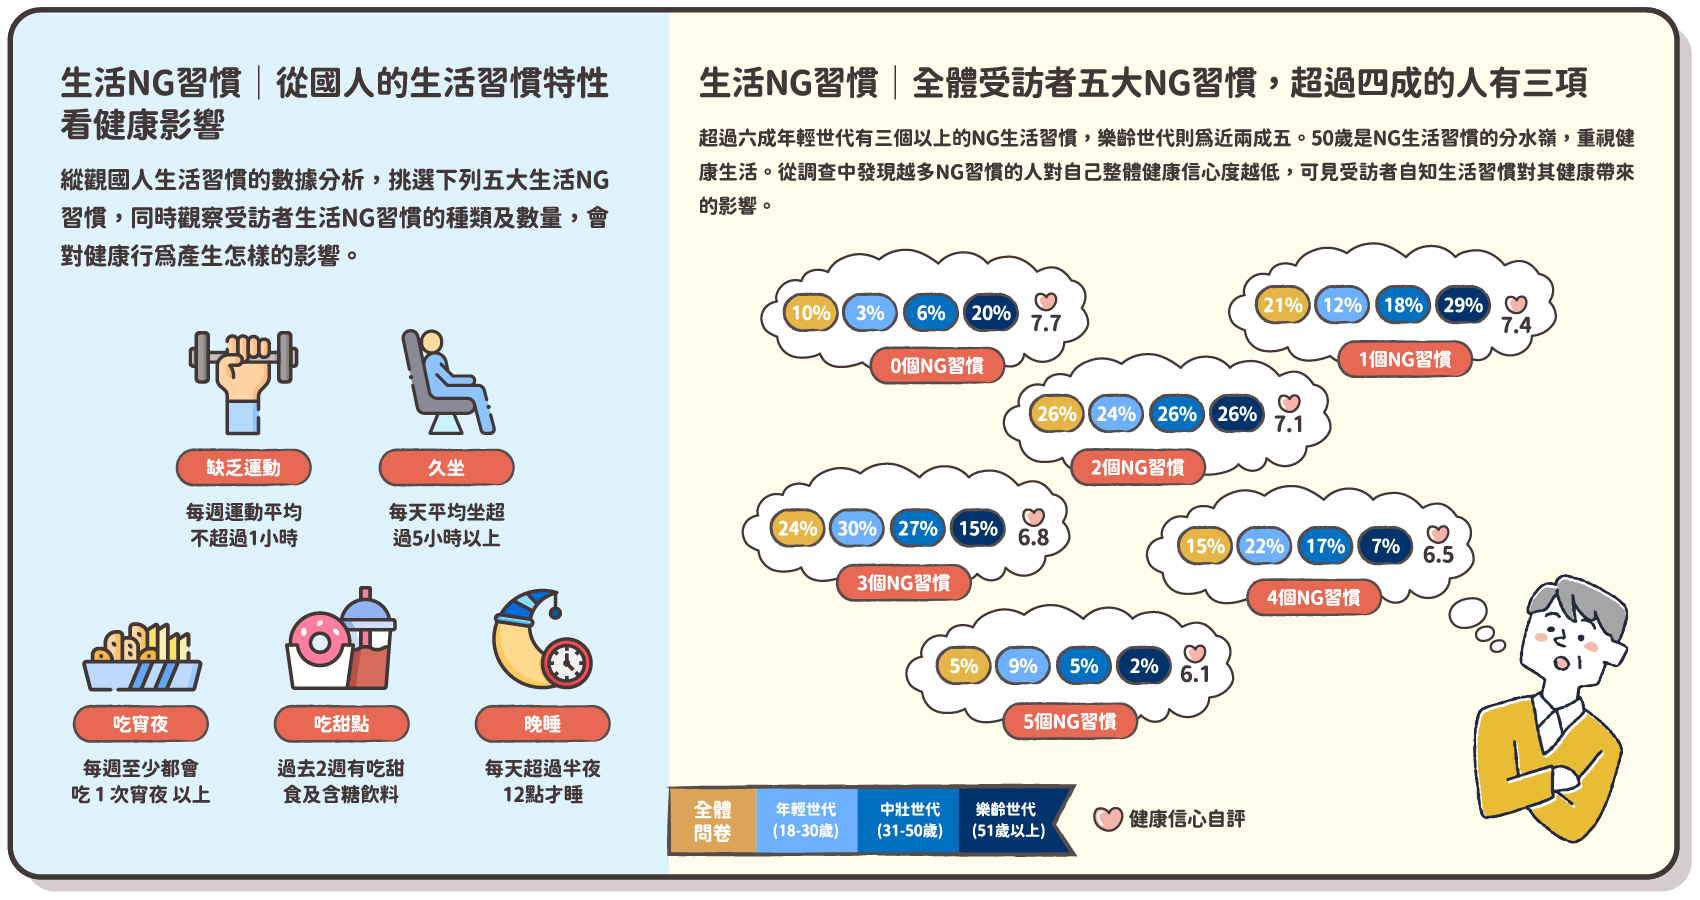 生活NG習慣｜從國人的生活習慣特性
看健康影響
縱觀國人生活習慣的數據分析，挑選下列五大生活NG
習慣，同時觀察受訪者生活NG習慣的種類及數量，會
對健康行為產生怎樣的影響。
缺乏運動
每週運動平均
不超過1小時
久坐
每天平均坐超
過5小時以上
吃宵夜
每週至少都會
吃 1 次宵夜 以上
吃甜點
過去2週有吃甜
食及含糖飲料
晚睡
每天超過半夜
12點才睡
生活NG習慣｜全體受訪者五大NG習慣，超過四成的人有三項
超過六成年輕世代有三個以上的NG生活習慣，樂齡世代則為近兩成五。50歲是NG生活習慣的分水嶺，重視健
康生活。從調查中發現越多NG習慣的人對自己整體健康信心度越低，可見受訪者自知生活習慣對其健康帶來
的影響。
10% 3% 6% 20% 7.7
0個NG習慣
21% 12% 18% 29% 7.4
1個NG習慣
26% 24% 26% 26% 7.1
2個NG習慣
24% 30% 27% 15% 6.8
3個NG習慣
15% 22% 17% 7% 6.5
4個NG習慣
5% 9% 5% 2% 6.1
5個NG習慣
全體
問卷
年輕世代
(18-30歲)
中壯世代
(31-50歲)
樂齡世代
(51歲以上)
健康信心自評